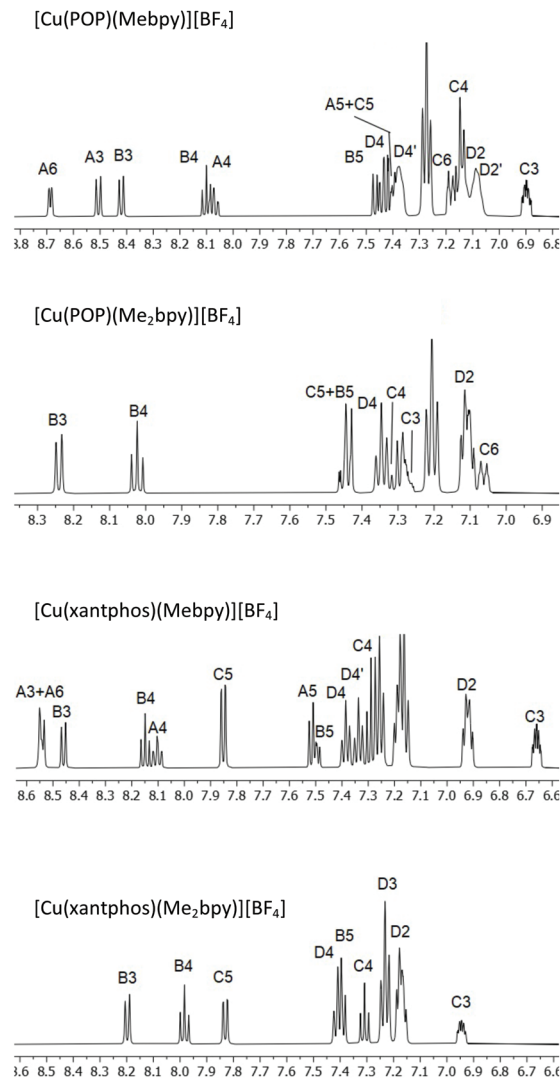 [Cu(POP)(Mebpy)][BF₄]
C4
A5+C5
A6 A3 B3 B4 A4 B5 D4 D4' C6 D2 D2' C3
3.8 8.7 8.6 8.5 8.4 8.3 8.2 8.1 8.0 7.9 7.8 7.7 7.6 7.5 7.4 7.3 7.2 7.1 7.0 6.9 6.8
[Cu(POP)(Me₂bpy)][BF₄]
B3 B4 C5+B5 D4 C4 C3 D2 C6
8.3 8.2 8.1 8.0 7.9 7.8 7.7 7.6 7.5 7.4 7.3 7.2 7.1 7.0 6.9
[Cu(xantphos)(Mebpy)][BF₄]
A3+A6 B3 B4 A4 C5 A5 B5 D4 D4' C4 D2 C3
8.6 8.5 8.4 8.3 8.2 8.1 8.0 7.9 7.8 7.7 7.6 7.5 7.4 7.3 7.2 7.1 7.0 6.9 6.8 6.7 6.6
[Cu(xantphos)(Me₂bpy)][BF₄]
D3
B3 B4 C5 D4 B5 C4 D2 C3
3.6 8.5 8.4 8.3 8.2 8.1 8.0 7.9 7.8 7.7 7.6 7.5 7.4 7.3 7.2 7.1 7.0 6.9 6.8 6.7 6.6